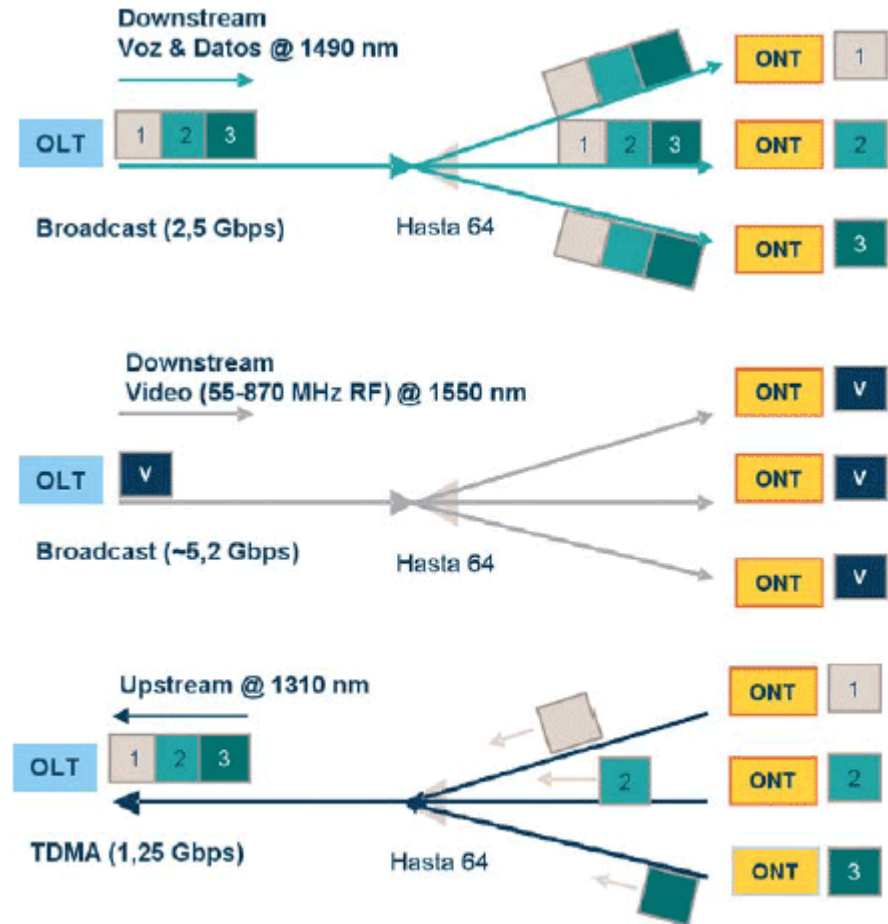 Downstream
Voz & Datos @ 1490 nm
OLT
1 2 3
1 2 3
ONT 1
ONT 2
ONT 3
Broadcast (2,5 Gbps)
Hasta 64
Downstream
Video (55-870 MHz RF) @ 1550 nm
OLT
V
ONT V
ONT V
ONT V
Broadcast (~5,2 Gbps)
Hasta 64
Upstream @ 1310 nm
OLT
1 2 3
2
ONT 1
ONT 2
ONT 3
TDMA (1,25 Gbps)
Hasta 64